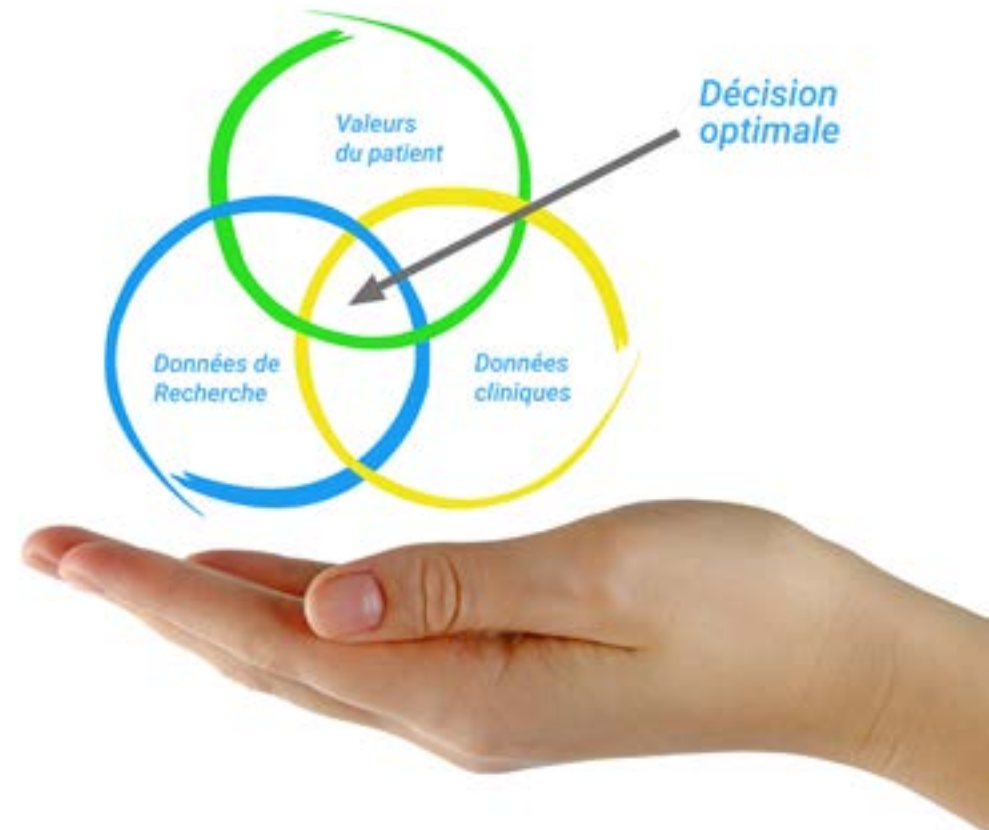 Décision
optimale
Valeurs
du patient
Données de
Recherche
Données
cliniques